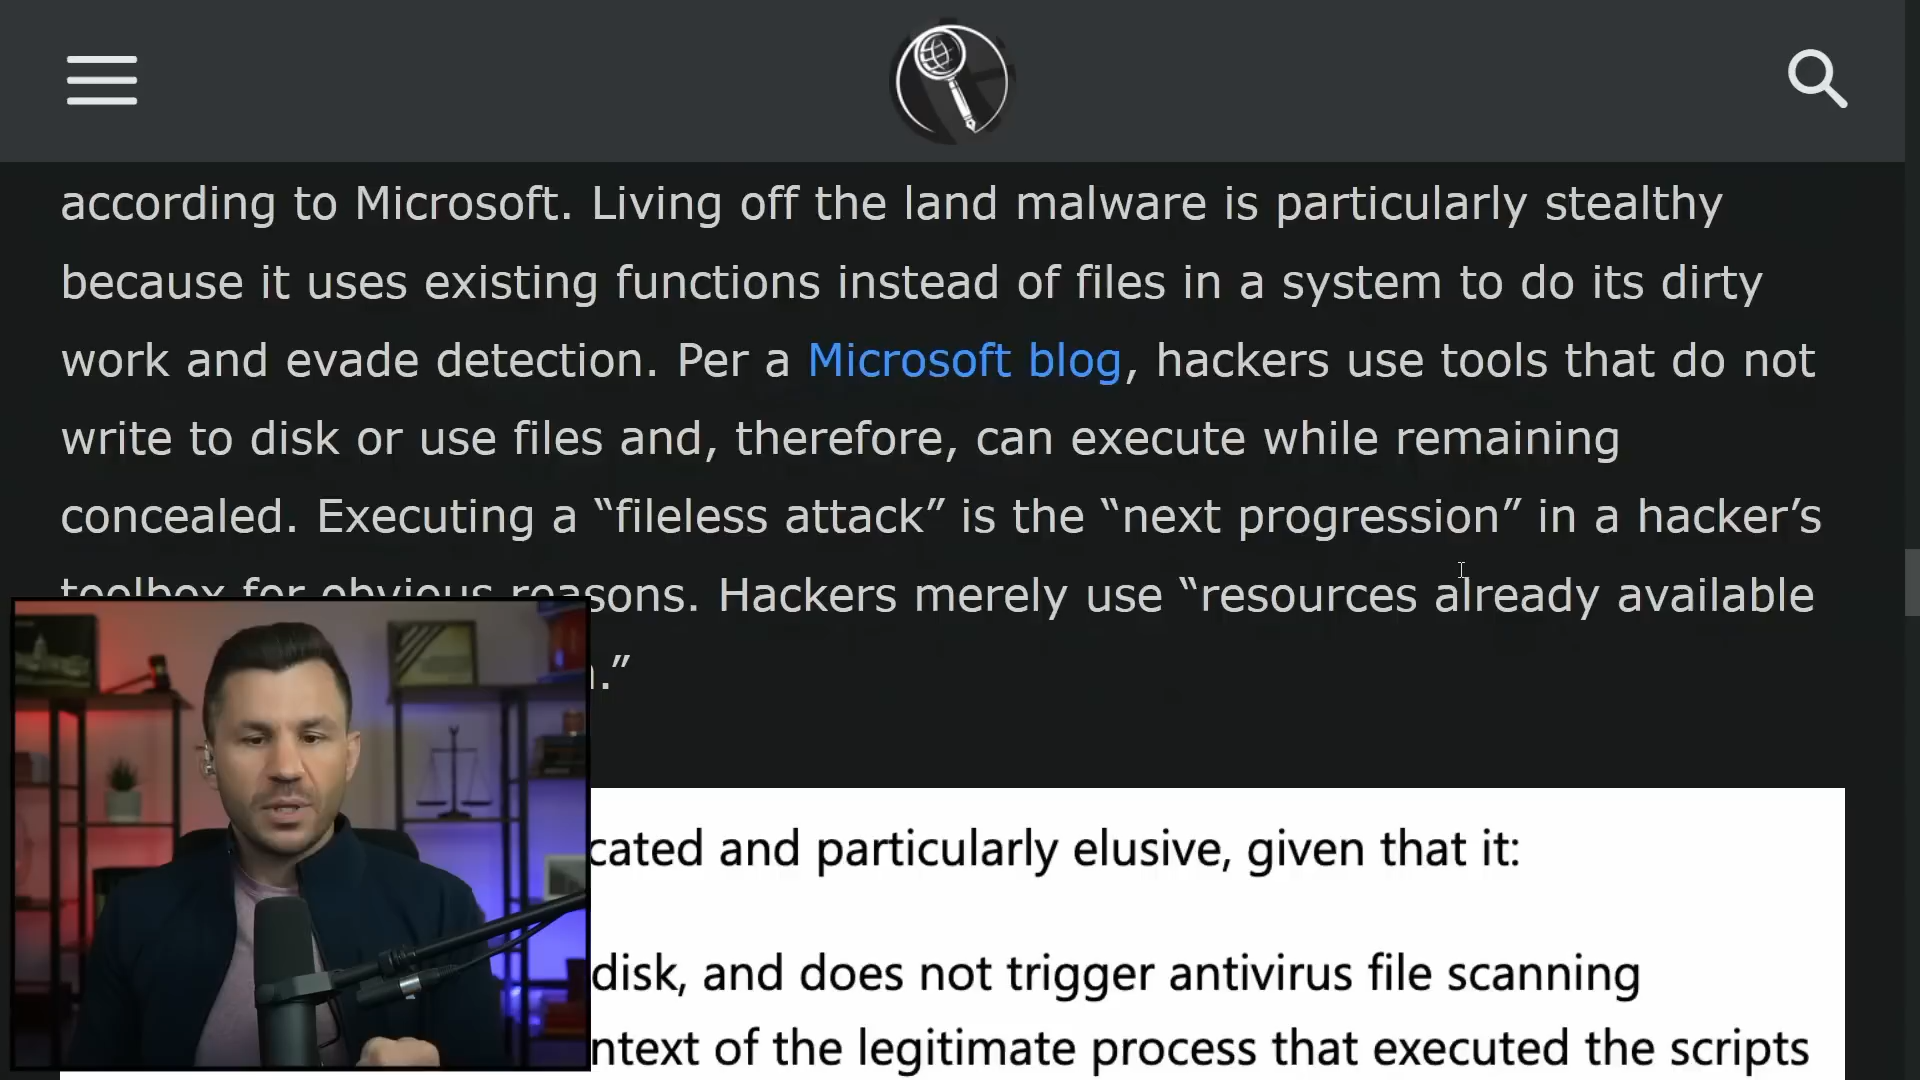 according to Microsoft. Living off the land malware is particularly stealthy
because it uses existing functions instead of files in a system to do its dirty
work and evade detection. Per a Microsoft blog, hackers use tools that do not
write to disk or use files and, therefore, can execute while remaining
concealed. Executing a “fileless attack” is the “next progression” in a hacker’s
toolbox for obvious reasons. Hackers merely use “resources already available
.”
cated and particularly elusive, given that it:
disk, and does not trigger antivirus file scanning
ntext of the legitimate process that executed the scripts